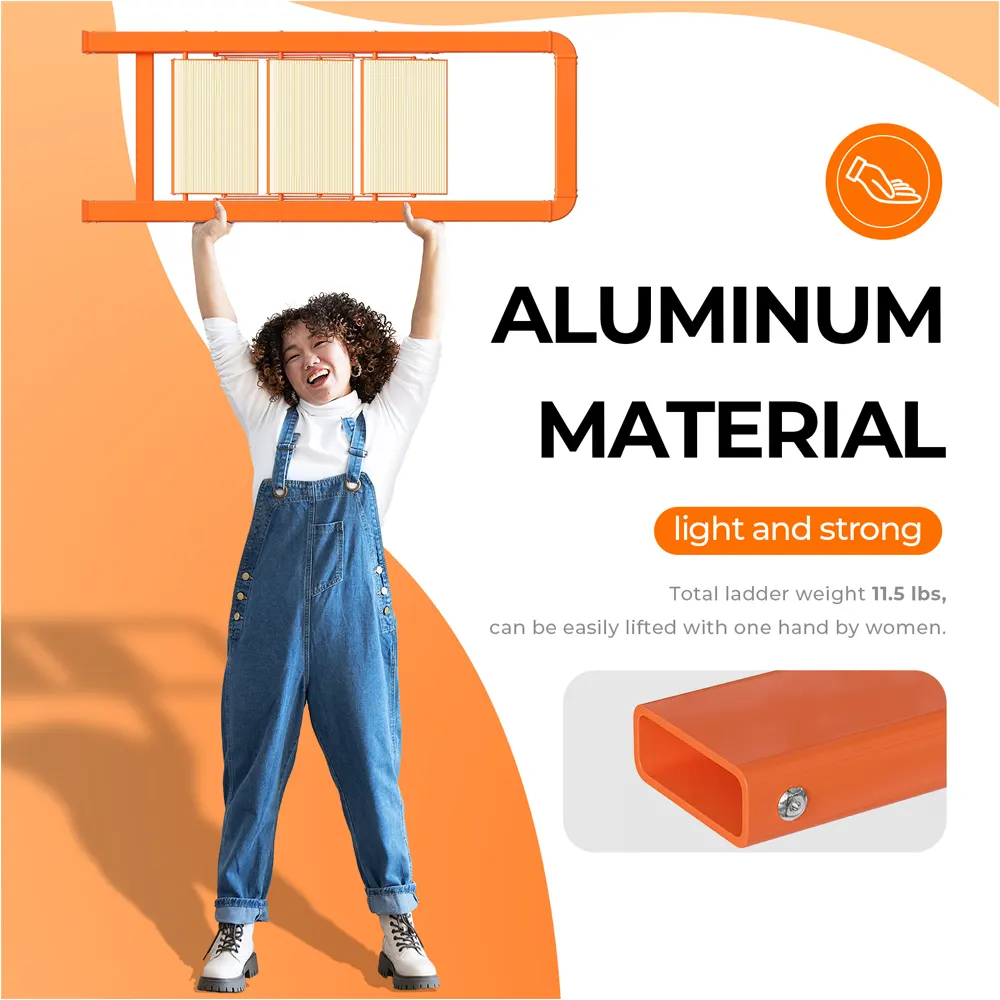 ALUMINUM
MATERIAL
light and strong
Total ladder weight 11.5 lbs,
can be easily lifted with one hand by women.